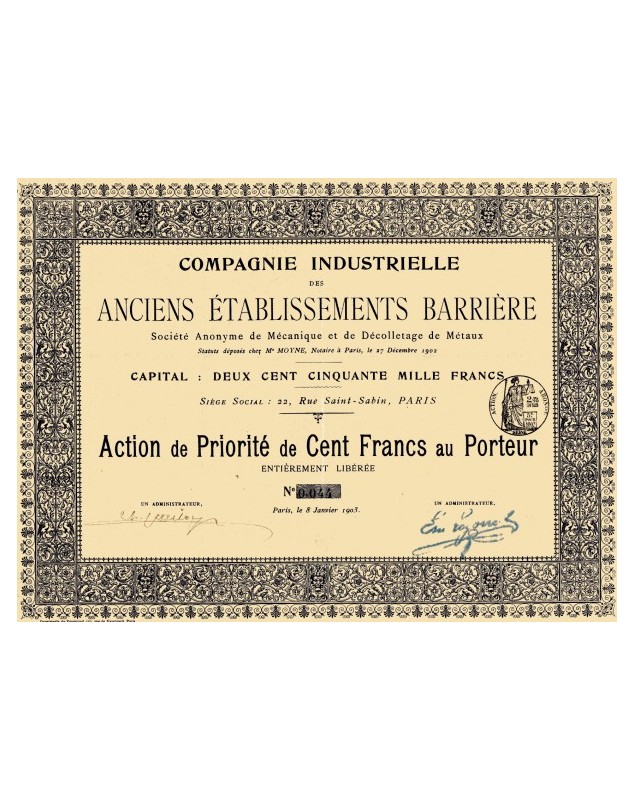 COMPAGNIE INDUSTRIELLE
DES
ANCIENS ÉTABLISSEMENTS BARRIÈRE
Société Anonyme de Mécanique et de Décolletage de Métaux
Statuts déposés chez Me MOYNE, Notaire à Paris, le 27 Décembre 1902
CAPITAL : DEUX CENT CINQUANTE MILLE FRANCS
SIÈGE SOCIAL : 22, Rue Saint-Sabin, PARIS
ACTION
Action de Priorité de Cent Francs au Porteur
ENTIÈREMENT LIBÉRÉE
No 0.044
UN ADMINISTRATEUR,
UN ADMINISTRATEUR,
Paris, le 8 Janvier 1903.